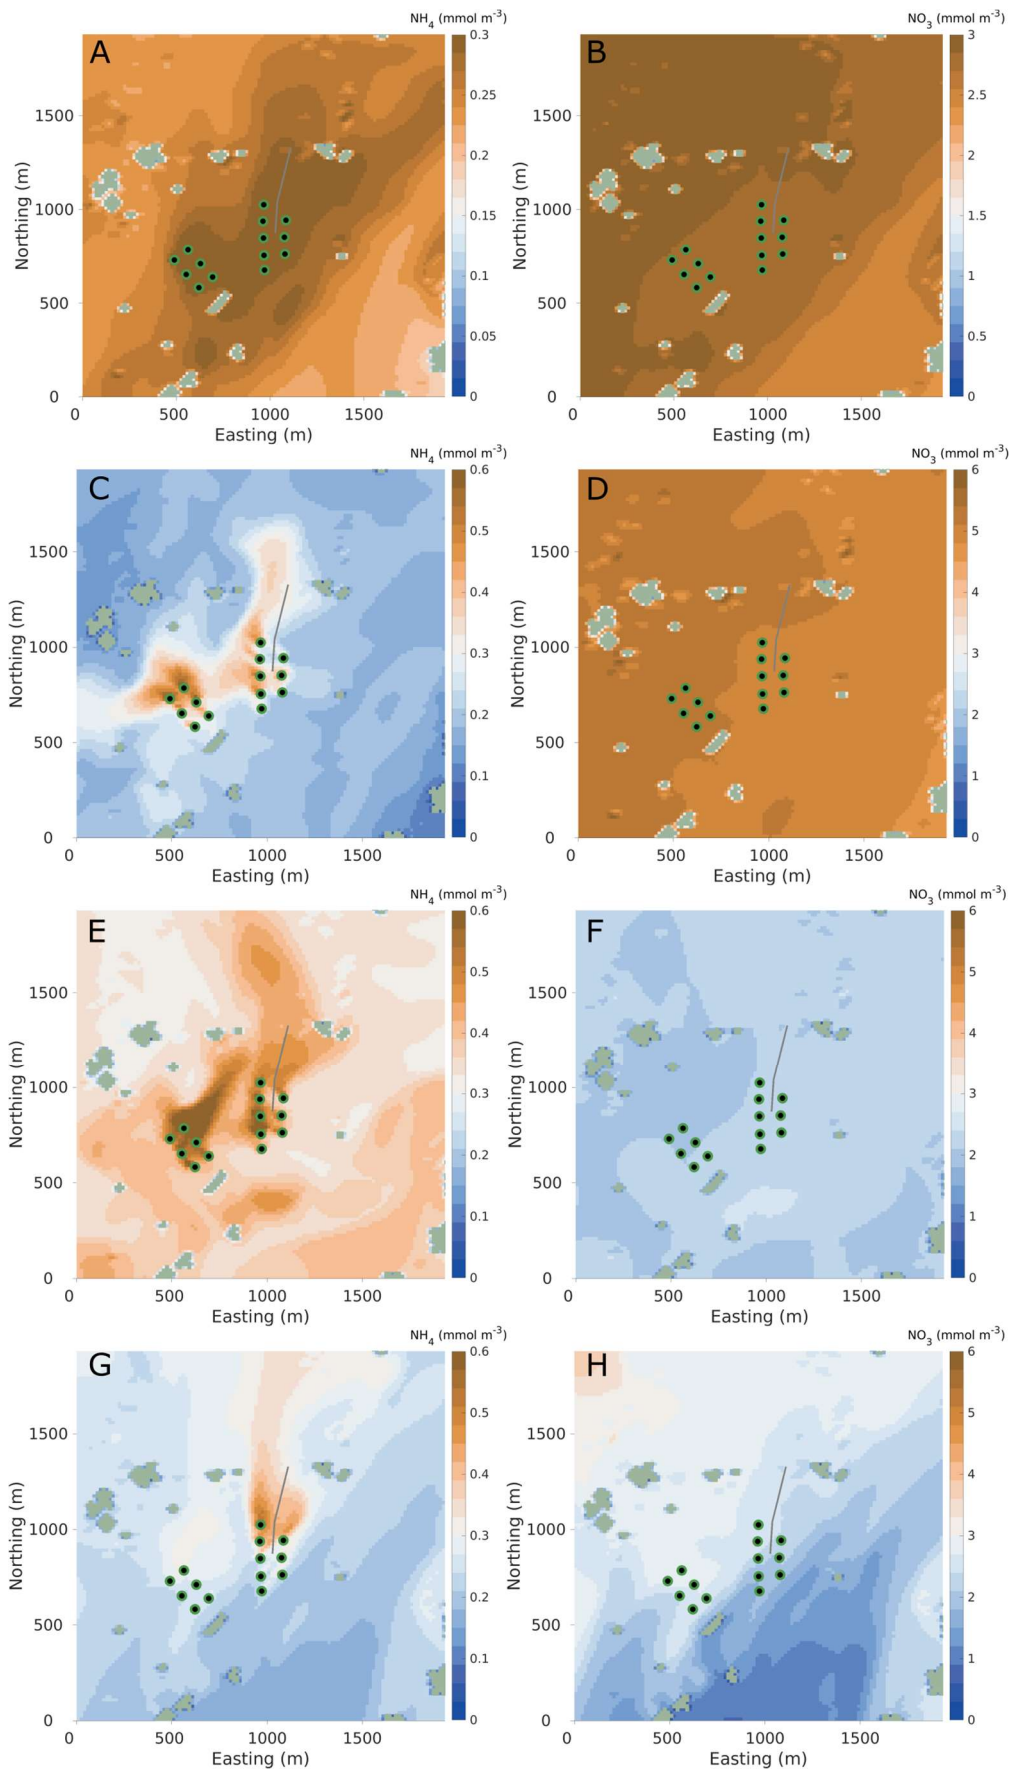 NH4 (mmol m-3)
NO3 (mmol m-3)
A
B
0.3
0.25
0.2
0.15
0.1
0.05
0
3
2.5
2
1.5
1
0.5
0
1500
1000
500
0
Northing (m)
0 500 1000 1500
Easting (m)
1500
1000
500
0
Northing (m)
0 500 1000 1500
Easting (m)
NH4 (mmol m-3)
NO3 (mmol m-3)
C
D
0.6
0.5
0.4
0.3
0.2
0.1
0
6
5
4
3
2
1
0
1500
1000
500
0
Northing (m)
0 500 1000 1500
Easting (m)
1500
1000
500
0
Northing (m)
0 500 1000 1500
Easting (m)
NH4 (mmol m-3)
NO3 (mmol m-3)
E
F
0.6
0.5
0.4
0.3
0.2
0.1
0
6
5
4
3
2
1
0
1500
1000
500
0
Northing (m)
0 500 1000 1500
Easting (m)
1500
1000
500
0
Northing (m)
0 500 1000 1500
Easting (m)
NH4 (mmol m-3)
NO3 (mmol m-3)
G
H
0.6
0.5
0.4
0.3
0.2
0.1
0
6
5
4
3
2
1
0
1500
1000
500
0
Northing (m)
0 500 1000 1500
Easting (m)
1500
1000
500
0
Northing (m)
0 500 1000 1500
Easting (m)